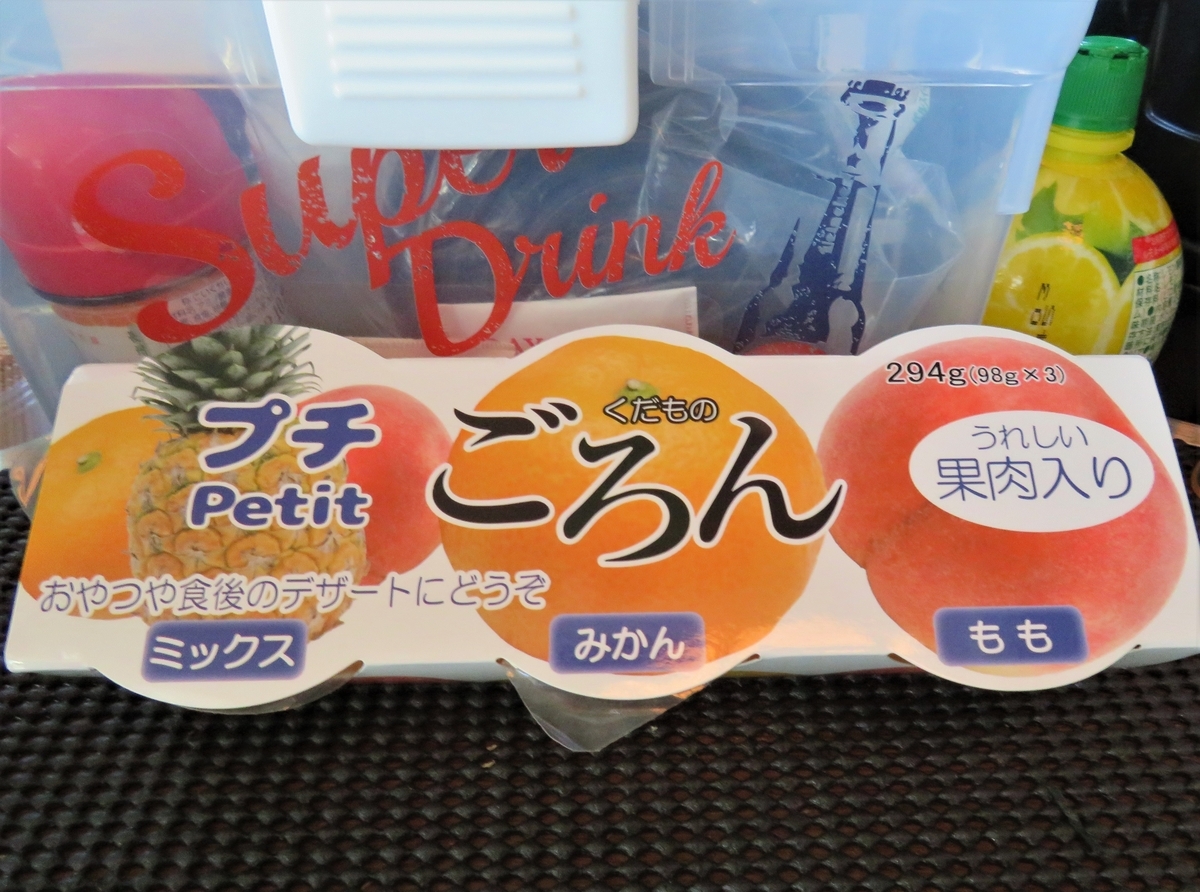 Super
Drink
294g(98g×3)
プチ
Petit
くだもの
ごろん
うれしい
果肉入り
おやつや食後のデザートにどうぞ
ミックス
みかん
もも